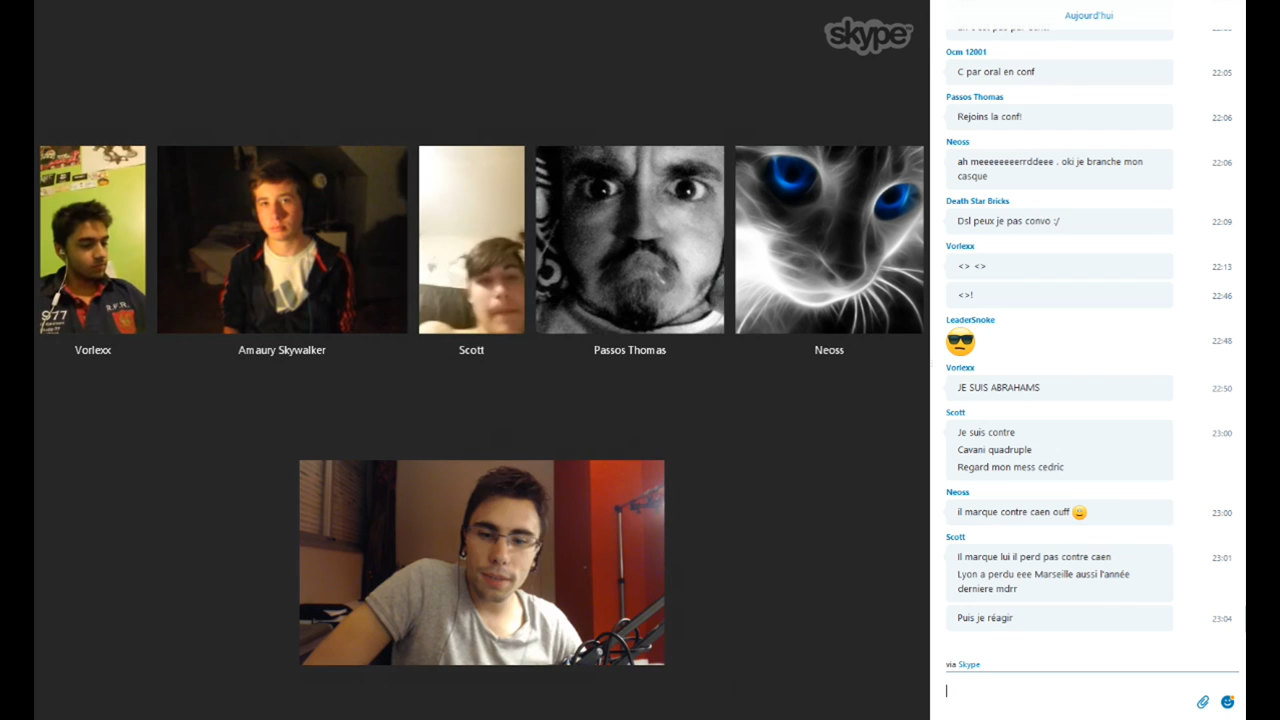 skype
Vorlexx
Amaury Skywalker
Scott
Passos Thomas
Neoss
977
R.F.R.
Aujourd'hui
Ocm 12001
C par oral en conf
22:05
Passos Thomas
Rejoins la conf!
22:06
Neoss
ah meeeeeeerrddeee . oki je branche mon
22:06
casque
Death Star Bricks
Dsl peux je pas convo :/
22:09
Vorlexx
<> <>
22:13
<>!
22:46
LeaderSnoke
22:48
Vorlexx
JE SUIS ABRAHAMS
22:50
Scott
Je suis contre
23:00
Cavani quadruple
Regard mon mess cedric
Neoss
il marque contre caen ouff
23:00
Scott
Il marque lui il perd pas contre caen
23:01
Lyon a perdu eee Marseille aussi l'année
derniere mdrr
Puis je réagir
23:04
via Skype